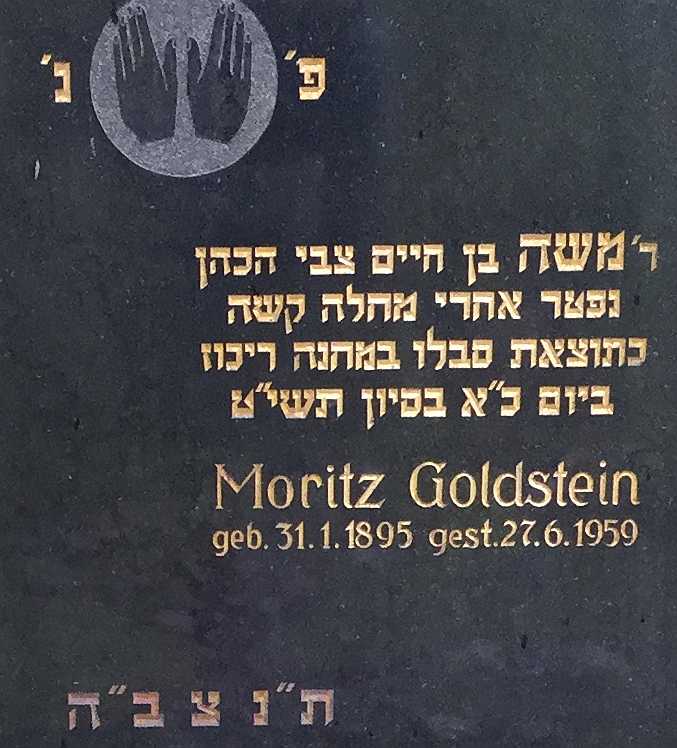 פ׳ נ׳
ר׳ משה בן חיים צבי הכהן
נפטר אחרי מחלה קשה
כתוצאת סבלו במחנה ריכוז
ביום כ״א בסיון תשי״ט
Moritz Goldstein
geb. 31.1.1895 gest. 27.6.1959
ת״נ צ ב״ה